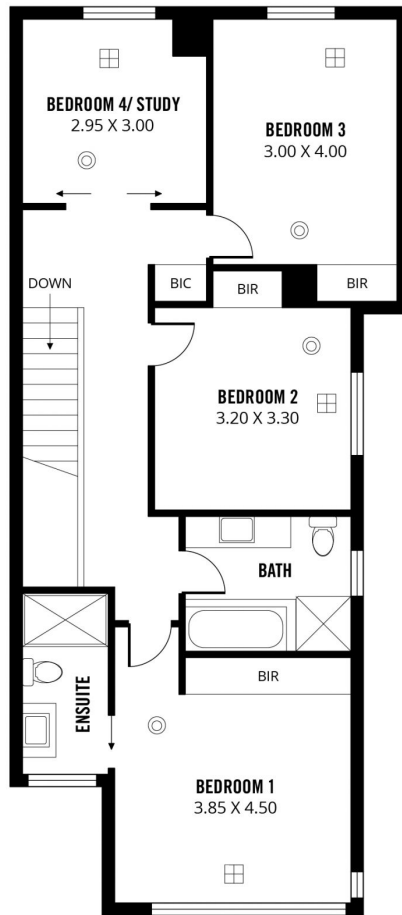 BEDROOM 4/ STUDY
2.95 X 3.00
BEDROOM 3
3.00 X 4.00
DOWN
BIC
BIR
BIR
BEDROOM 2
3.20 X 3.30
BATH
ENSUITE
BIR
BEDROOM 1
3.85 X 4.50